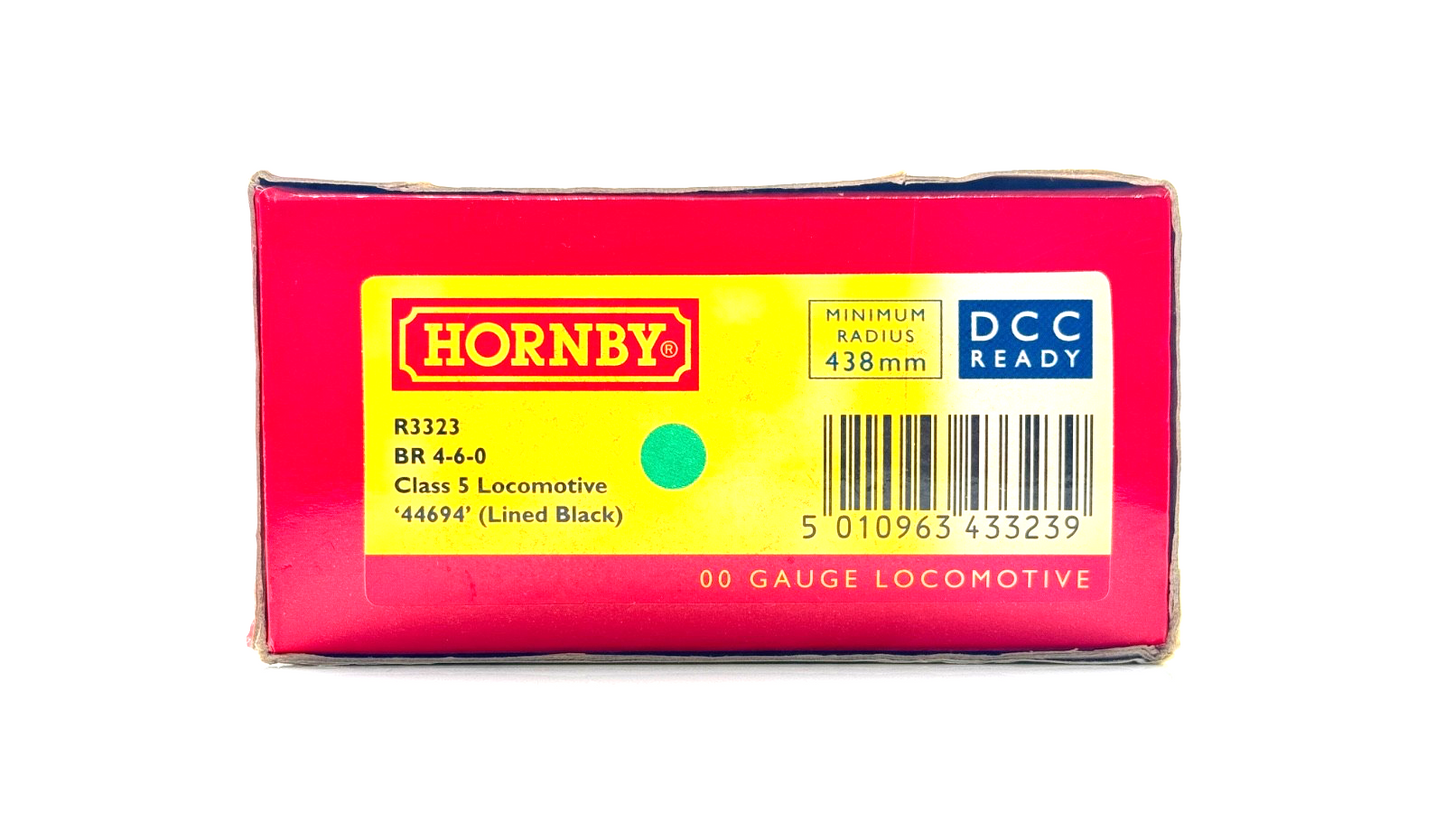 HORNBY®
MINIMUM
RADIUS
438mm
DCC
READY
R3323
BR 4-6-0
Class 5 Locomotive
‘44694’ (Lined Black)
5 010963 433239
00 GAUGE LOCOMOTIVE